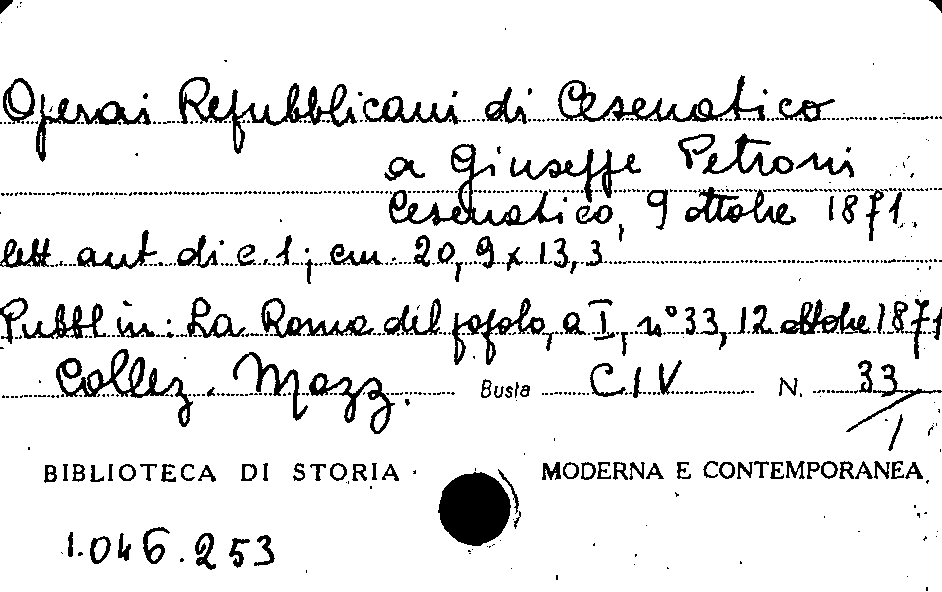 Operai Repubblicani di Cesenatico
a Giuseppe Petroni
Cesenatico, 9 ottobre 1871.
lett. aut. di c. 1; cm. 20,9 x 13,3
Pubbl in: La Roma del popolo, a I, n° 33, 12 ottobre 1871
Collez. Mazz. Busta CIV N. 33/1
BIBLIOTECA DI STORIA MODERNA E CONTEMPORANEA
1.046.253